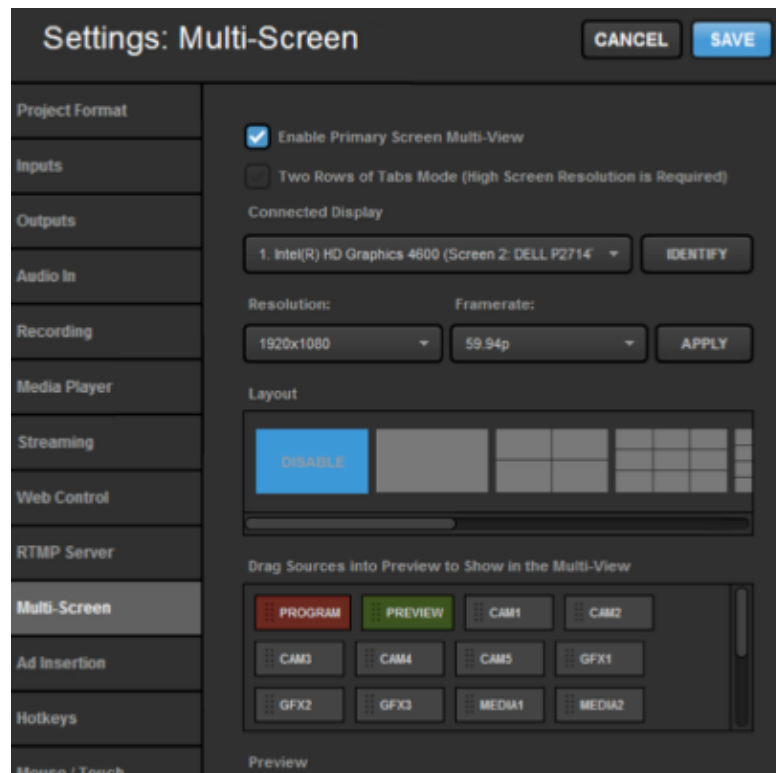 Settings: Multi-Screen
CANCEL
SAVE
Project Format
Inputs
Outputs
Audio In
Recording
Media Player
Streaming
Web Control
RTMP Server
Multi-Screen
Ad Insertion
Hotkeys
Mouse / Touch
Enable Primary Screen Multi-View
Two Rows of Tabs Mode (High Screen Resolution is Required)
Connected Display
1. Intel(R) HD Graphics 4600 (Screen 2: DELL P2714
IDENTIFY
Resolution:
Framerate:
1920x1080
59.94p
APPLY
Layout
DISABLE
Drag Sources into Preview to Show in the Multi-View
PROGRAM
PREVIEW
CAM1
CAM2
CAM3
CAM4
CAM5
GFX1
GFX2
GFX3
MEDIA1
MEDIA2
Preview